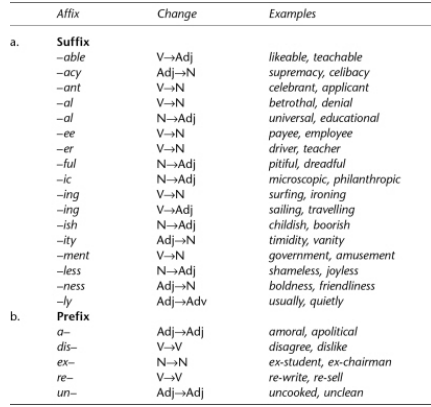 Affix Change Examples
a. Suffix
–able V→Adj likeable, teachable
–acy Adj→N supremacy, celibacy
–ant V→N celebrant, applicant
–al V→N betrothal, denial
–al N→Adj universal, educational
–ee V→N payee, employee
–er V→N driver, teacher
–ful N→Adj pitiful, dreadful
–ic N→Adj microscopic, philanthropic
–ing V→N surfing, ironing
–ing V→Adj sailing, travelling
–ish N→Adj childish, boorish
–ity Adj→N timidity, vanity
–ment V→N government, amusement
–less N→Adj shameless, joyless
–ness Adj→N boldness, friendliness
–ly Adj→Adv usually, quietly
b. Prefix
a– Adj→Adj amoral, apolitical
dis– V→V disagree, dislike
ex– N→N ex-student, ex-chairman
re– V→V re-write, re-sell
un– Adj→Adj uncooked, unclean